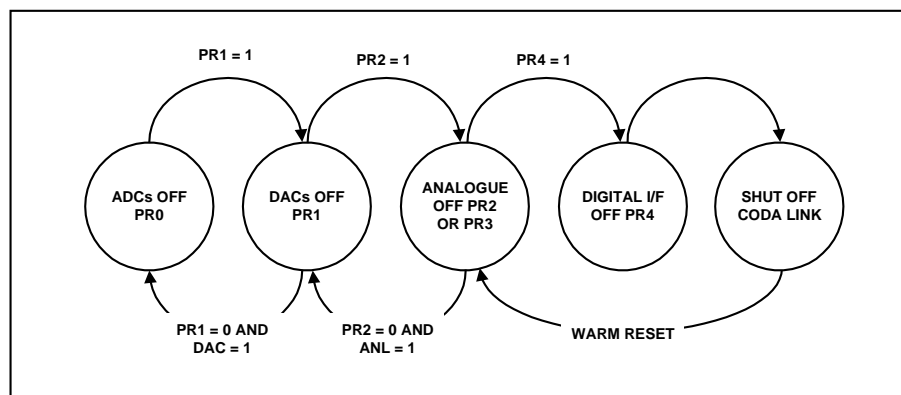 PR1 = 1
PR2 = 1
PR4 = 1
ADCs OFF
PR0
DACs OFF
PR1
ANALOGUE
OFF PR2
OR PR3
DIGITAL I/F
OFF PR4
SHUT OFF
CODA LINK
PR1 = 0 AND
DAC = 1
PR2 = 0 AND
ANL = 1
WARM RESET